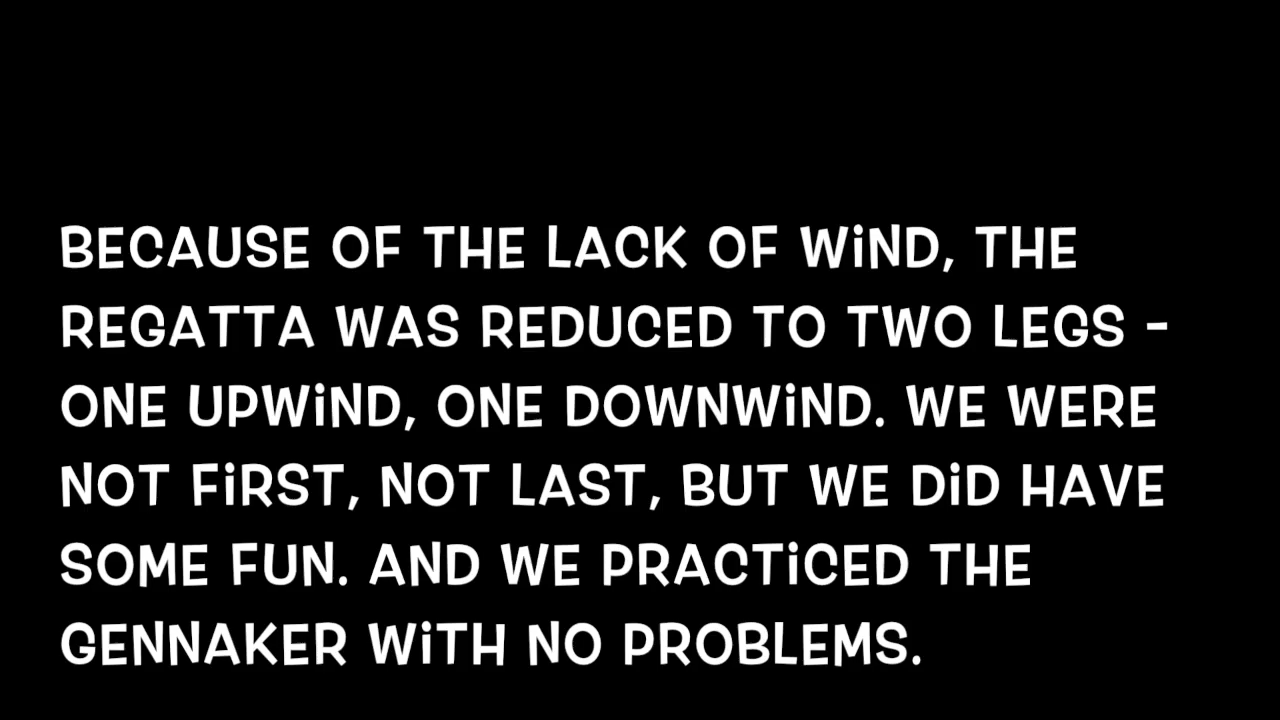 BECAUSE OF THE LACK OF WiND, THE
REGATTA WAS REDUCED TO TWO LEGS -
ONE UPWiND, ONE DOWNWiND. WE WERE
NOT FiRST, NOT LAST, BUT WE DiD HAVE
SOME FUN. AND WE PRACTiCED THE
GENNAKER WiTH NO PROBLEMS.